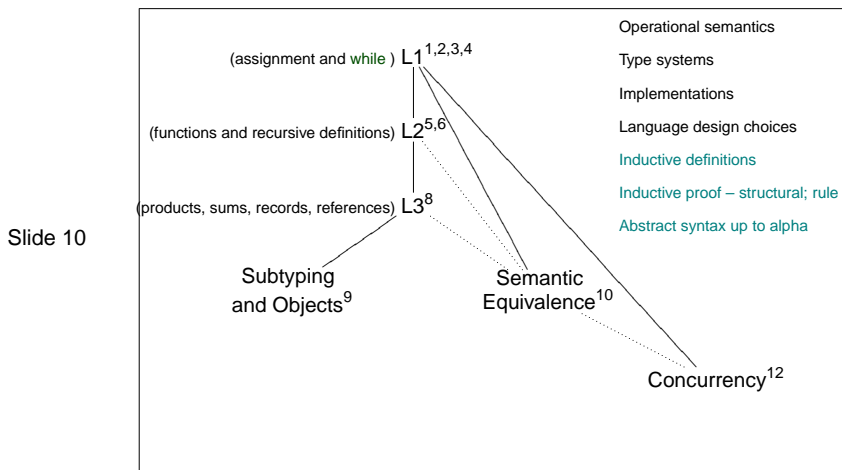 Slide 10
(assignment and while ) L1 1,2,3,4
(functions and recursive definitions) L2 5,6
(products, sums, records, references) L3 8
Subtyping
and Objects 9
Semantic
Equivalence 10
Concurrency 12
Operational semantics
Type systems
Implementations
Language design choices
Inductive definitions
Inductive proof – structural; rule
Abstract syntax up to alpha